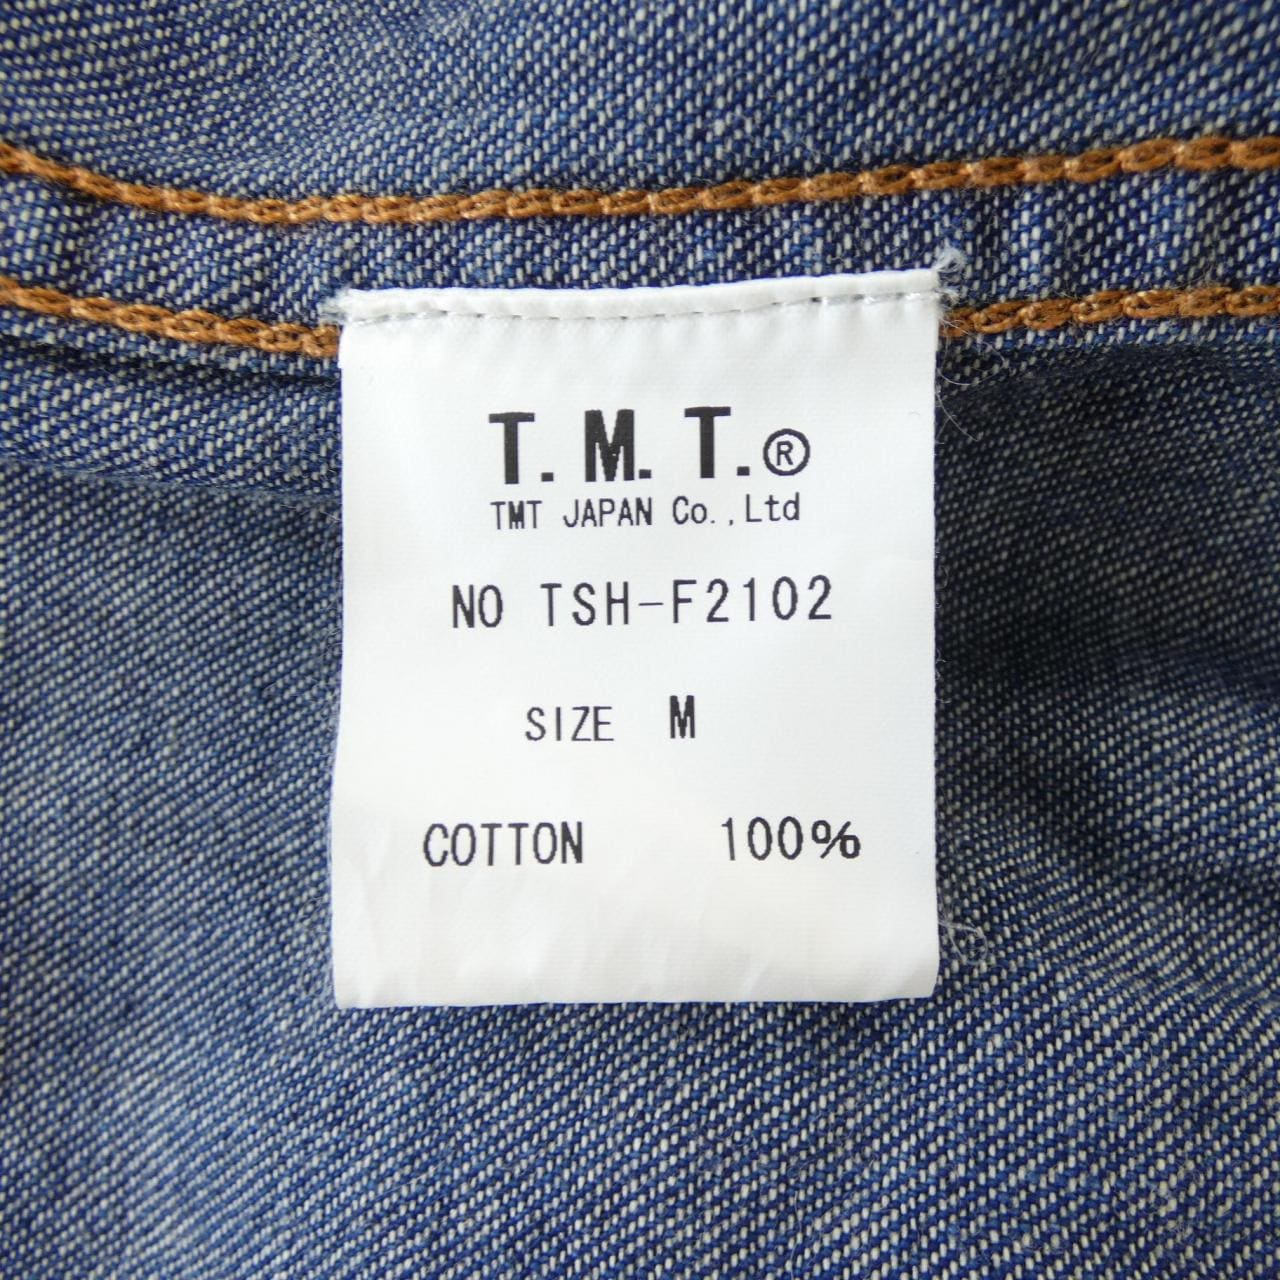 T.M.T.®
TMT JAPAN Co.,Ltd
NO TSH-F2102
SIZE M
COTTON 100%